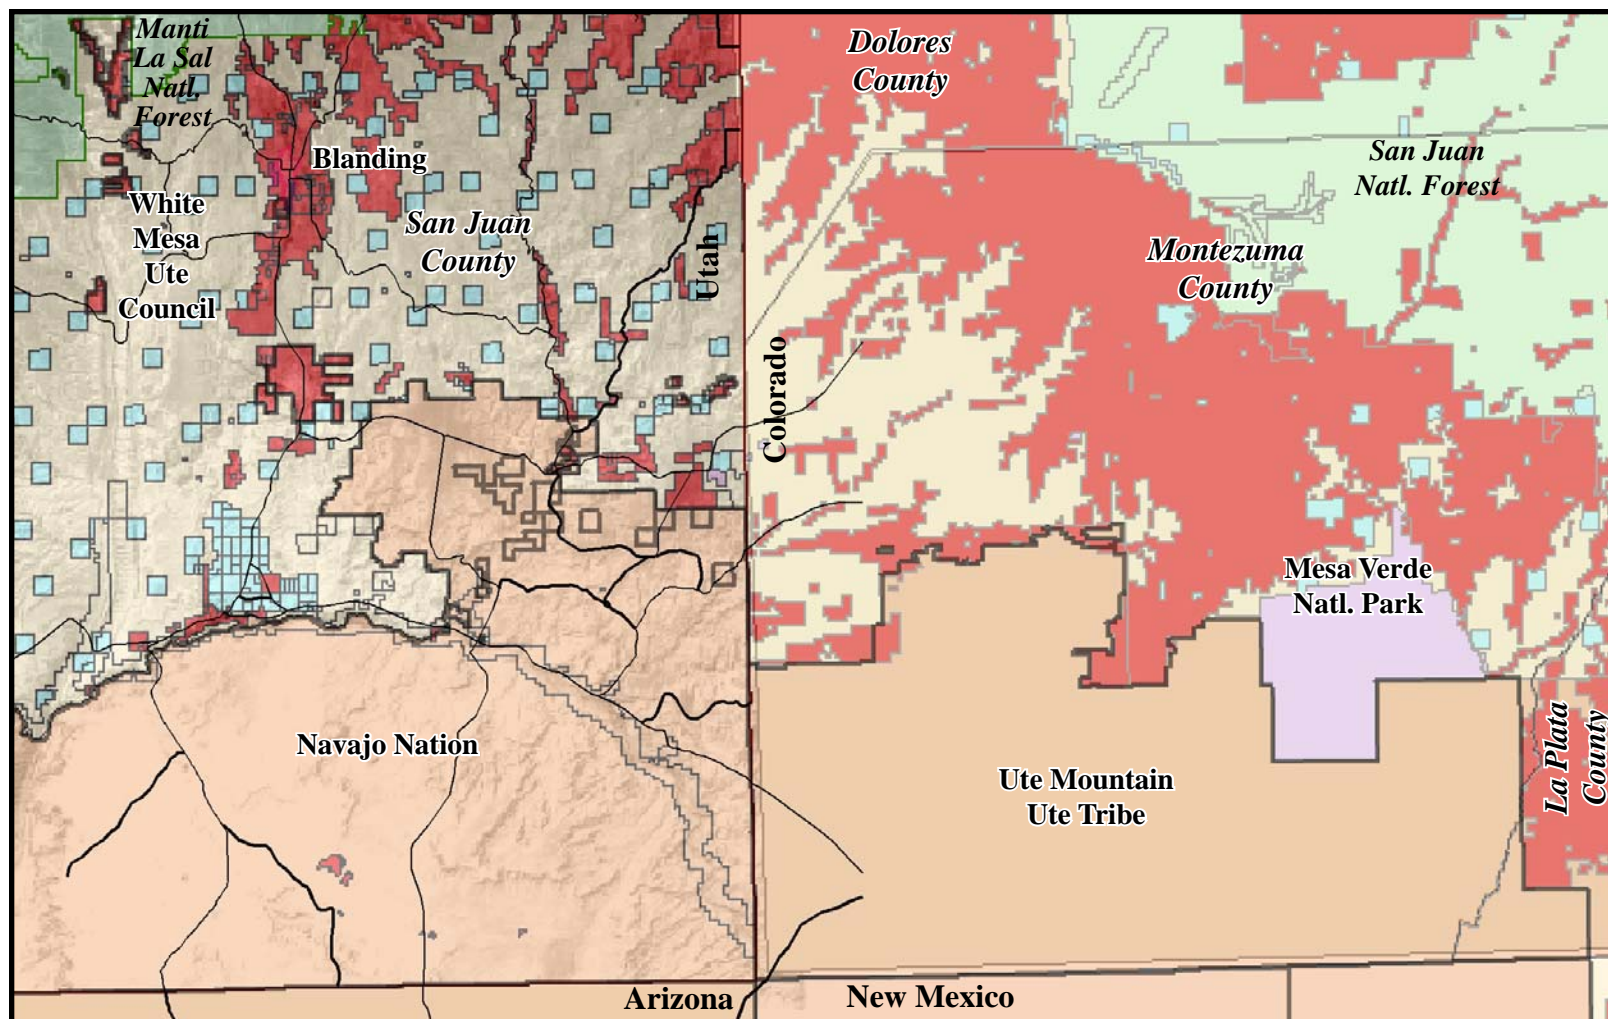 Manti
La Sal
Natl.
Forest
Dolores
County
Blanding
San Juan
Natl. Forest
White
Mesa
Ute
Council
San Juan
County
Utah
Montezuma
County
Colorado
Mesa Verde
Natl. Park
Navajo Nation
Ute Mountain
Ute Tribe
La Plata
County
Arizona
New Mexico